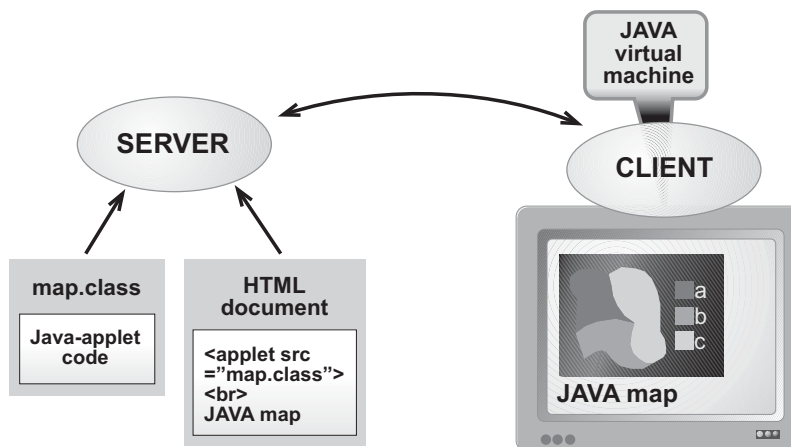 JAVA
virtual
machine
SERVER
CLIENT
map.class
Java-applet
code
HTML
document
<applet src
=”map.class”>
<br>
JAVA map
a
b
c
JAVA map